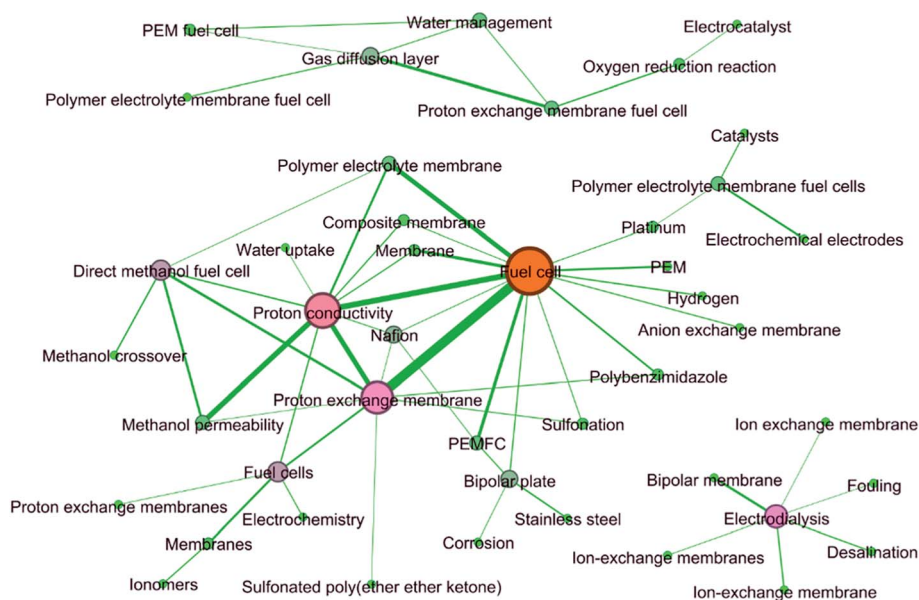 Water management
Electrocatalyst
PEM fuel cell
Gas diffusion layer
Oxygen reduction reaction
Polymer electrolyte membrane fuel cell
Proton exchange membrane fuel cell
Catalysts
Polymer electrolyte membrane
Polymer electrolyte membrane fuel cells
Composite membrane
Platinum
Electrochemical electrodes
Water uptake
Membrane
Direct methanol fuel cell
Fuel cell
PEM
Hydrogen
Proton conductivity
Anion exchange membrane
Nafion
Methanol crossover
Polybenzimidazole
Proton exchange membrane
Methanol permeability
Sulfonation
Ion exchange membrane
PEMFC
Fuel cells
Bipolar plate
Bipolar membrane
Fouling
Proton exchange membranes
Electrochemistry
Stainless steel
Electrodialysis
Membranes
Corrosion
Ion-exchange membranes
Desalination
Ionomers
Sulfonated poly(ether ether ketone)
Ion-exchange membrane